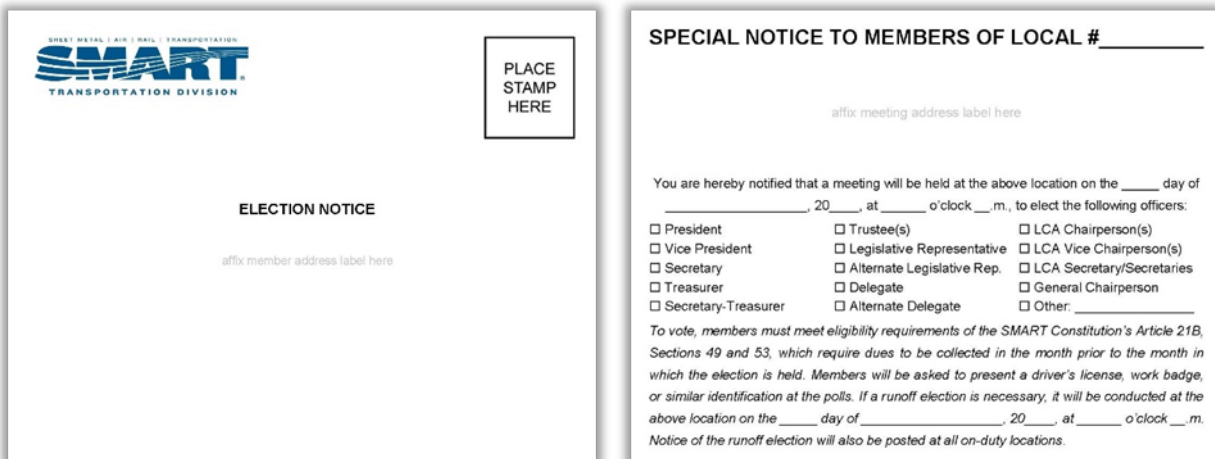 SHEET METAL | AIR | RAIL | TRANSPORTATION
SMART
TRANSPORTATION DIVISION
PLACE
STAMP
HERE
ELECTION NOTICE
affix member address label here
SPECIAL NOTICE TO MEMBERS OF LOCAL #_________
affix meeting address label here
You are hereby notified that a meeting will be held at the above location on the _____ day of
____________________, 20____, at ______ o'clock __.m., to elect the following officers:
☐ President ☐ Trustee(s) ☐ LCA Chairperson(s)
☐ Vice President ☐ Legislative Representative ☐ LCA Vice Chairperson(s)
☐ Secretary ☐ Alternate Legislative Rep. ☐ LCA Secretary/Secretaries
☐ Treasurer ☐ Delegate ☐ General Chairperson
☐ Secretary-Treasurer ☐ Alternate Delegate ☐ Other: ________________
To vote, members must meet eligibility requirements of the SMART Constitution's Article 21B,
Sections 49 and 53, which require dues to be collected in the month prior to the month in
which the election is held. Members will be asked to present a driver's license, work badge,
or similar identification at the polls. If a runoff election is necessary, it will be conducted at the
above location on the _____ day of ____________________, 20____, at ______ o'clock __.m.
Notice of the runoff election will also be posted at all on-duty locations.